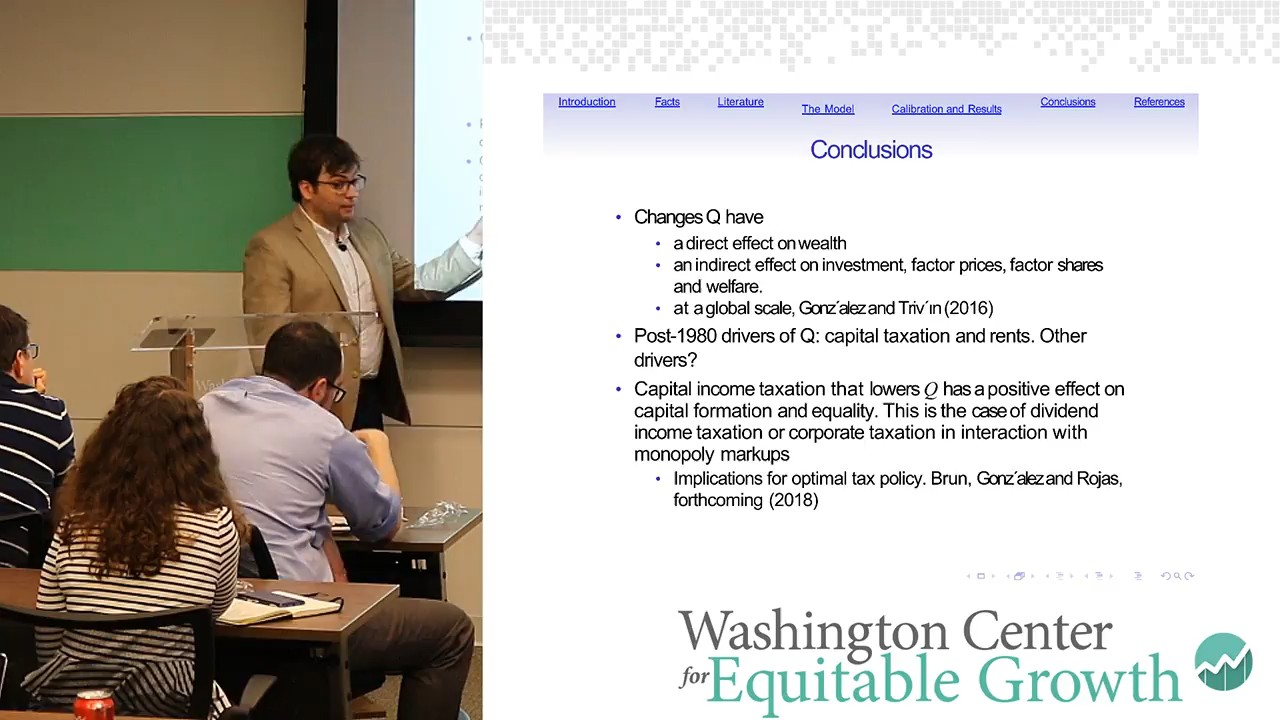 Introduction Facts Literature The Model Calibration and Results Conclusions References
Conclusions
• Changes Q have
• a direct effect on wealth
• an indirect effect on investment, factor prices, factor shares
and welfare.
• at a global scale, Gonz´alez and Triv´ın (2016)
• Post-1980 drivers of Q: capital taxation and rents. Other
drivers?
• Capital income taxation that lowers Q has a positive effect on
capital formation and equality. This is the case of dividend
income taxation or corporate taxation in interaction with
monopoly markups
• Implications for optimal tax policy. Brun, Gonz´alez and Rojas,
forthcoming (2018)
Washington Center
for Equitable Growth